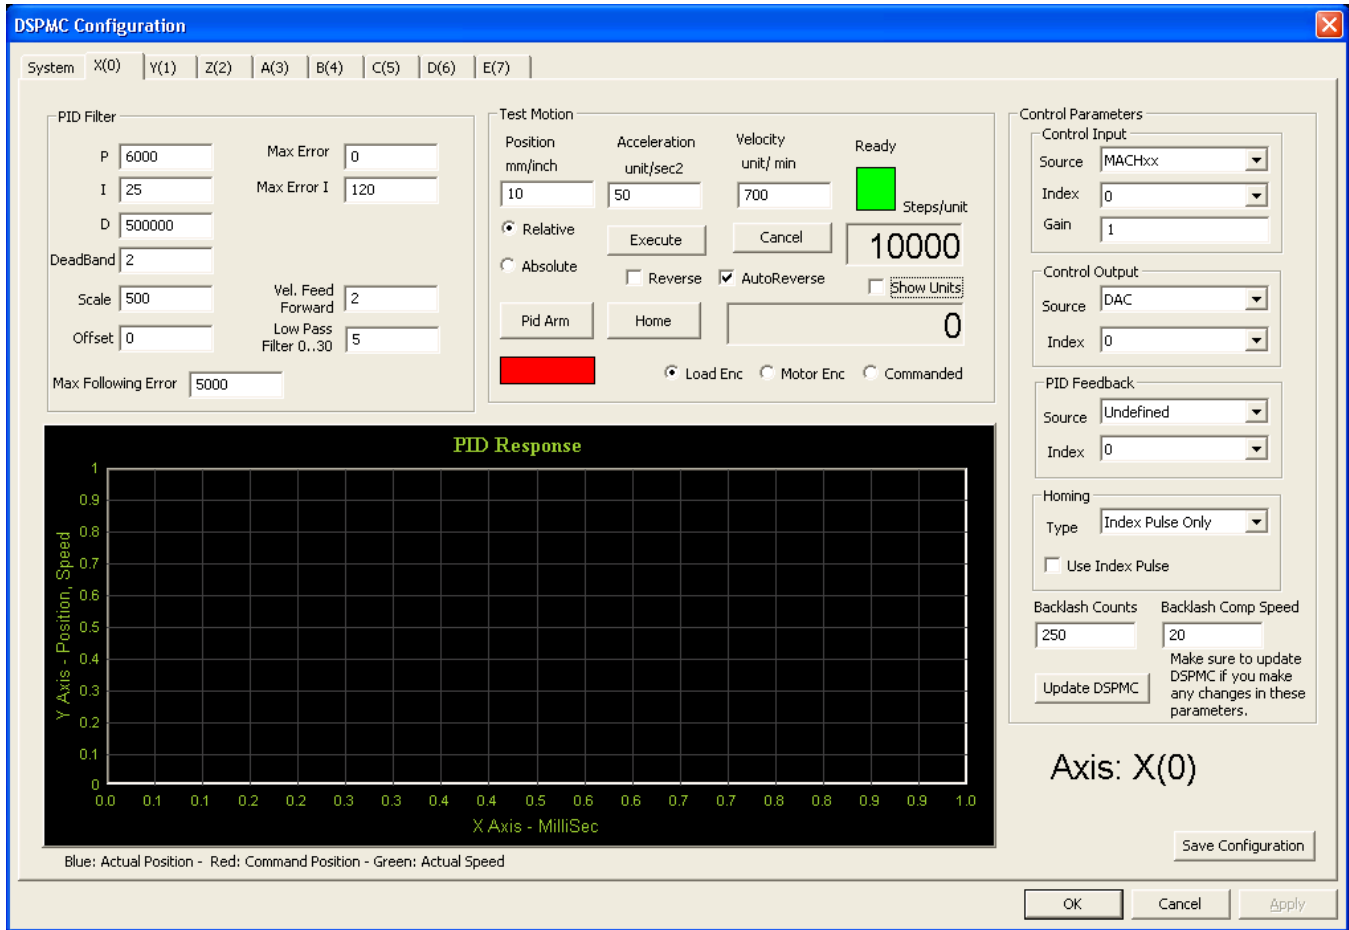 DSPMC Configuration
System X(0) Y(1) Z(2) A(3) B(4) C(5) D(6) E(7)
PID Filter
P 6000 Max Error 0
I 25 Max Error I 120
D 500000
DeadBand 2
Scale 500 Vel. Feed Forward 2
Offset 0 Low Pass Filter 0..30 5
Max Following Error 5000
Test Motion
Position mm/inch Acceleration unit/sec2 Velocity unit/ min Ready
10 50 700
Steps/unit
Relative Execute Cancel 10000
Absolute Reverse AutoReverse Show Units
Pid Arm Home 0
Load Enc Motor Enc Commanded
Control Parameters
Control Input
Source MACHxx
Index 0
Gain 1
Control Output
Source DAC
Index 0
PID Feedback
Source Undefined
Index 0
Homing
Type Index Pulse Only
Use Index Pulse
Backlash Counts Backlash Comp Speed
250 20
Update DSPMC
Make sure to update
DSPMC if you make
any changes in these
parameters.
PID Response
Y Axis - Position, Speed
1
0.9
0.8
0.7
0.6
0.5
0.4
0.3
0.2
0.1
0
0.0 0.1 0.1 0.2 0.2 0.3 0.3 0.4 0.4 0.5 0.6 0.6 0.7 0.7 0.8 0.8 0.9 0.9 1.0
X Axis - MilliSec
Blue: Actual Position - Red: Command Position - Green: Actual Speed
Axis: X(0)
Save Configuration
OK Cancel Apply